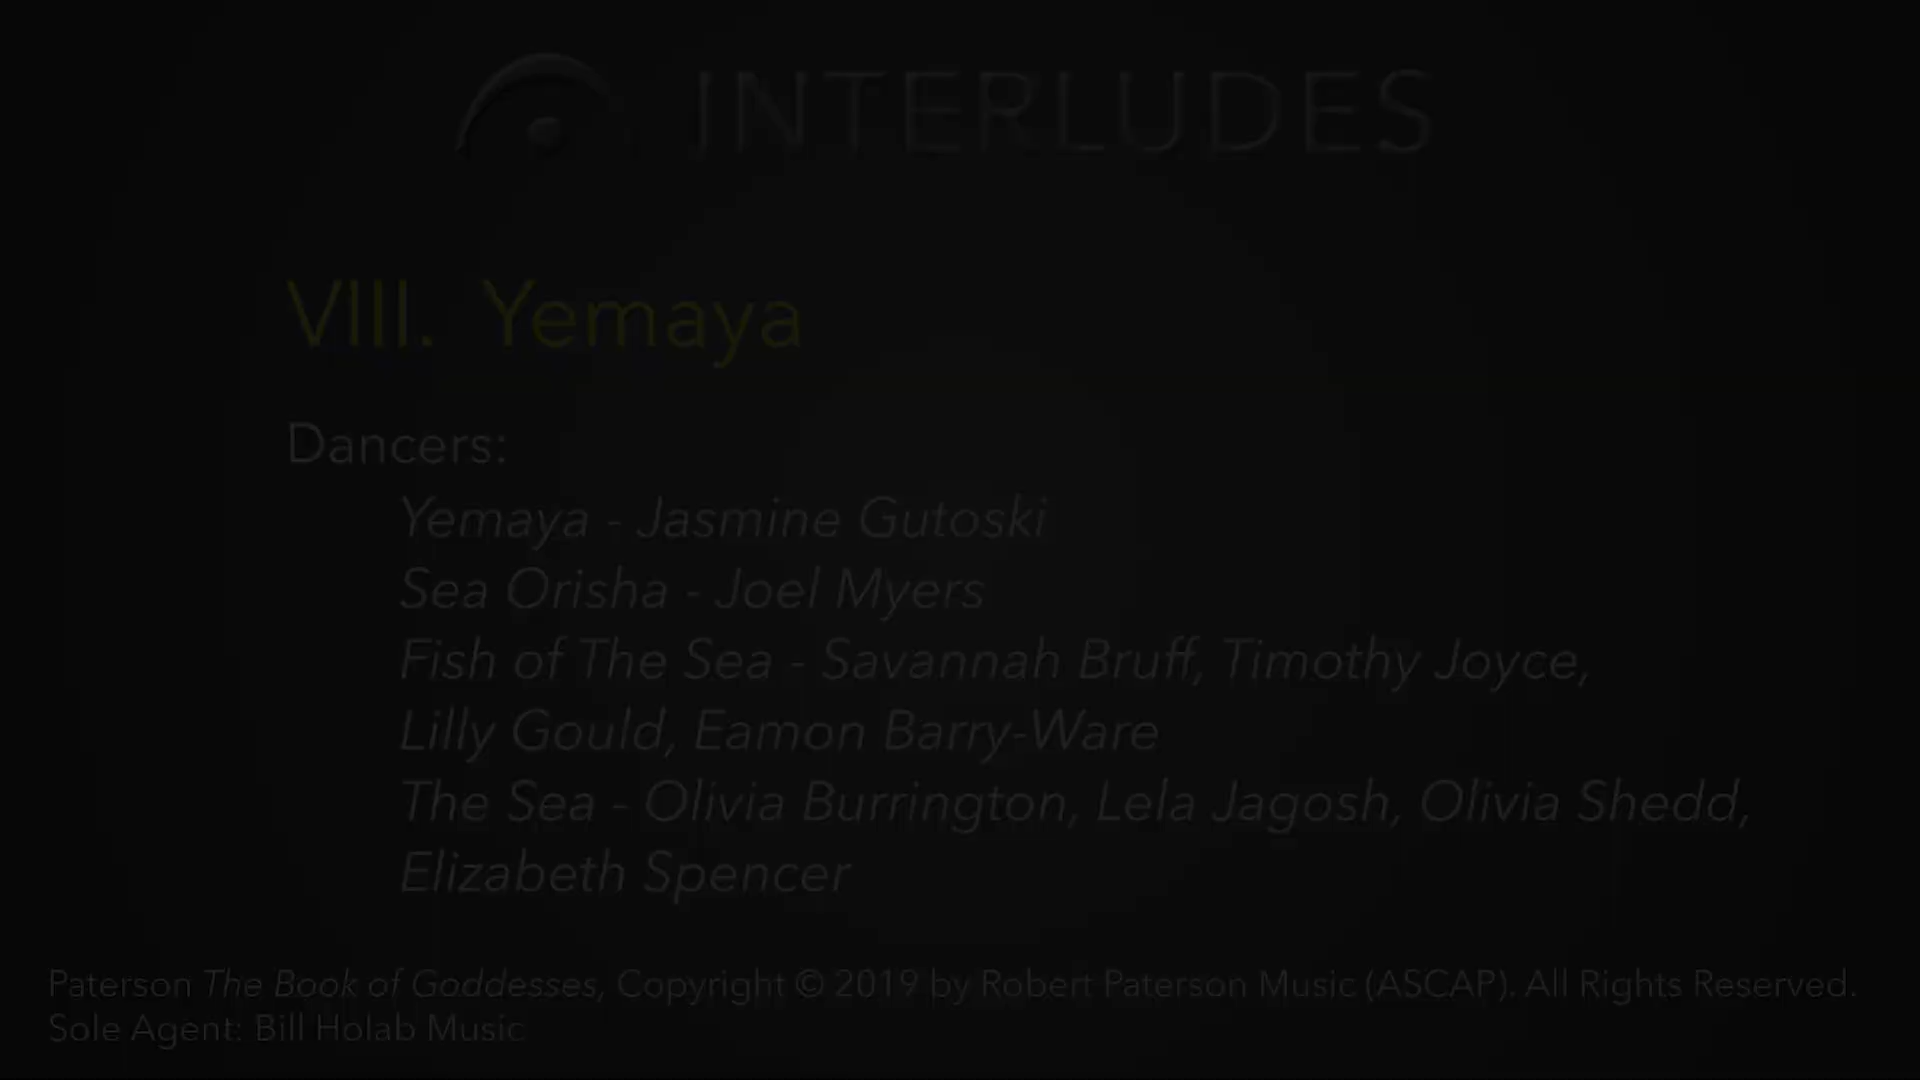 INTERLUDES
VIII. Yemaya
Dancers:
Yemaya - Jasmine Gutoski
Sea Orisha - Joel Myers
Fish of The Sea - Savannah Bruff, Timothy Joyce,
Lilly Gould, Eamon Barry-Ware
The Sea - Olivia Burrington, Lela Jagosh, Olivia Shedd,
Elizabeth Spencer
Paterson The Book of Goddesses, Copyright © 2019 by Robert Paterson Music (ASCAP). All Rights Reserved.
Sole Agent: Bill Holab Music